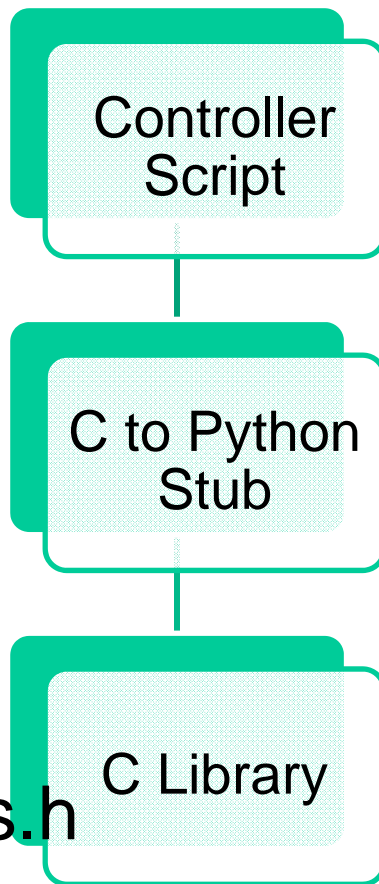 Controller
Script
C to Python
Stub
C Library
s.h